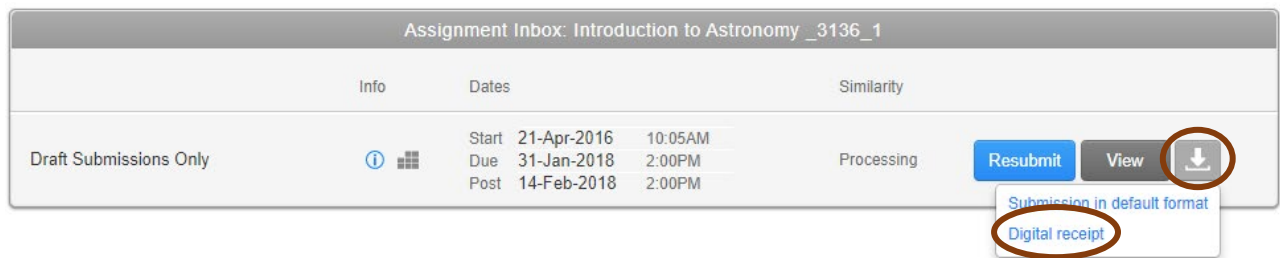 Assignment Inbox: Introduction to Astronomy _3136_1
Info Dates Similarity
Start 21-Apr-2016 10:05AM
Draft Submissions Only Due 31-Jan-2018 2:00PM Processing Resubmit View
Post 14-Feb-2018 2:00PM
Submission in default format
Digital receipt